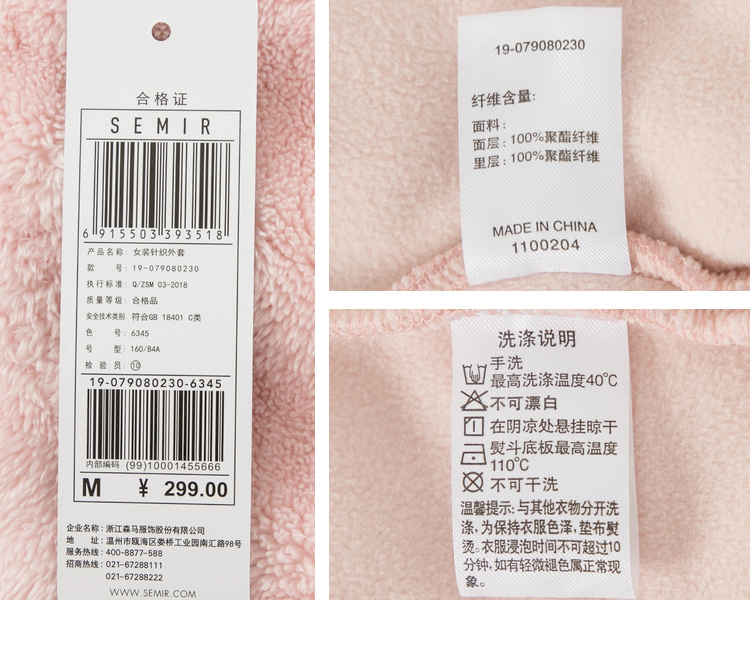 合格证
SEMIR
6 915503 393518
产品名称: 女装针织外套
款 号: 19-079080230
执行标准: Q/ZSM 03-2018
质量等级: 合格品
安全技术类别 符合GB 18401 C类
色 号: 6345
号 型: 160/84A
检 验 员: ⑩
19-079080230-6345
内部编码 (99)10001455666
M ¥ 299.00
企业名称: 浙江森马服饰股份有限公司
地 址: 温州市瓯海区娄桥工业园南汇路98号
服务热线: 400-8877-588
招商热线: 021-67288111
021-67288222
WWW.SEMIR.COM
19-079080230
纤维含量:
面料:
面层: 100%聚酯纤维
里层: 100%聚酯纤维
MADE IN CHINA
1100204
洗涤说明
手洗
最高洗涤温度40℃
不可漂白
在阴凉处悬挂晾干
熨斗底板最高温度
110℃
不可干洗
温馨提示: 与其他衣物分开洗
涤, 为保持衣服色泽, 垫布熨
烫。衣服浸泡时间不可超过10
分钟, 如有轻微褪色属正常现
象。